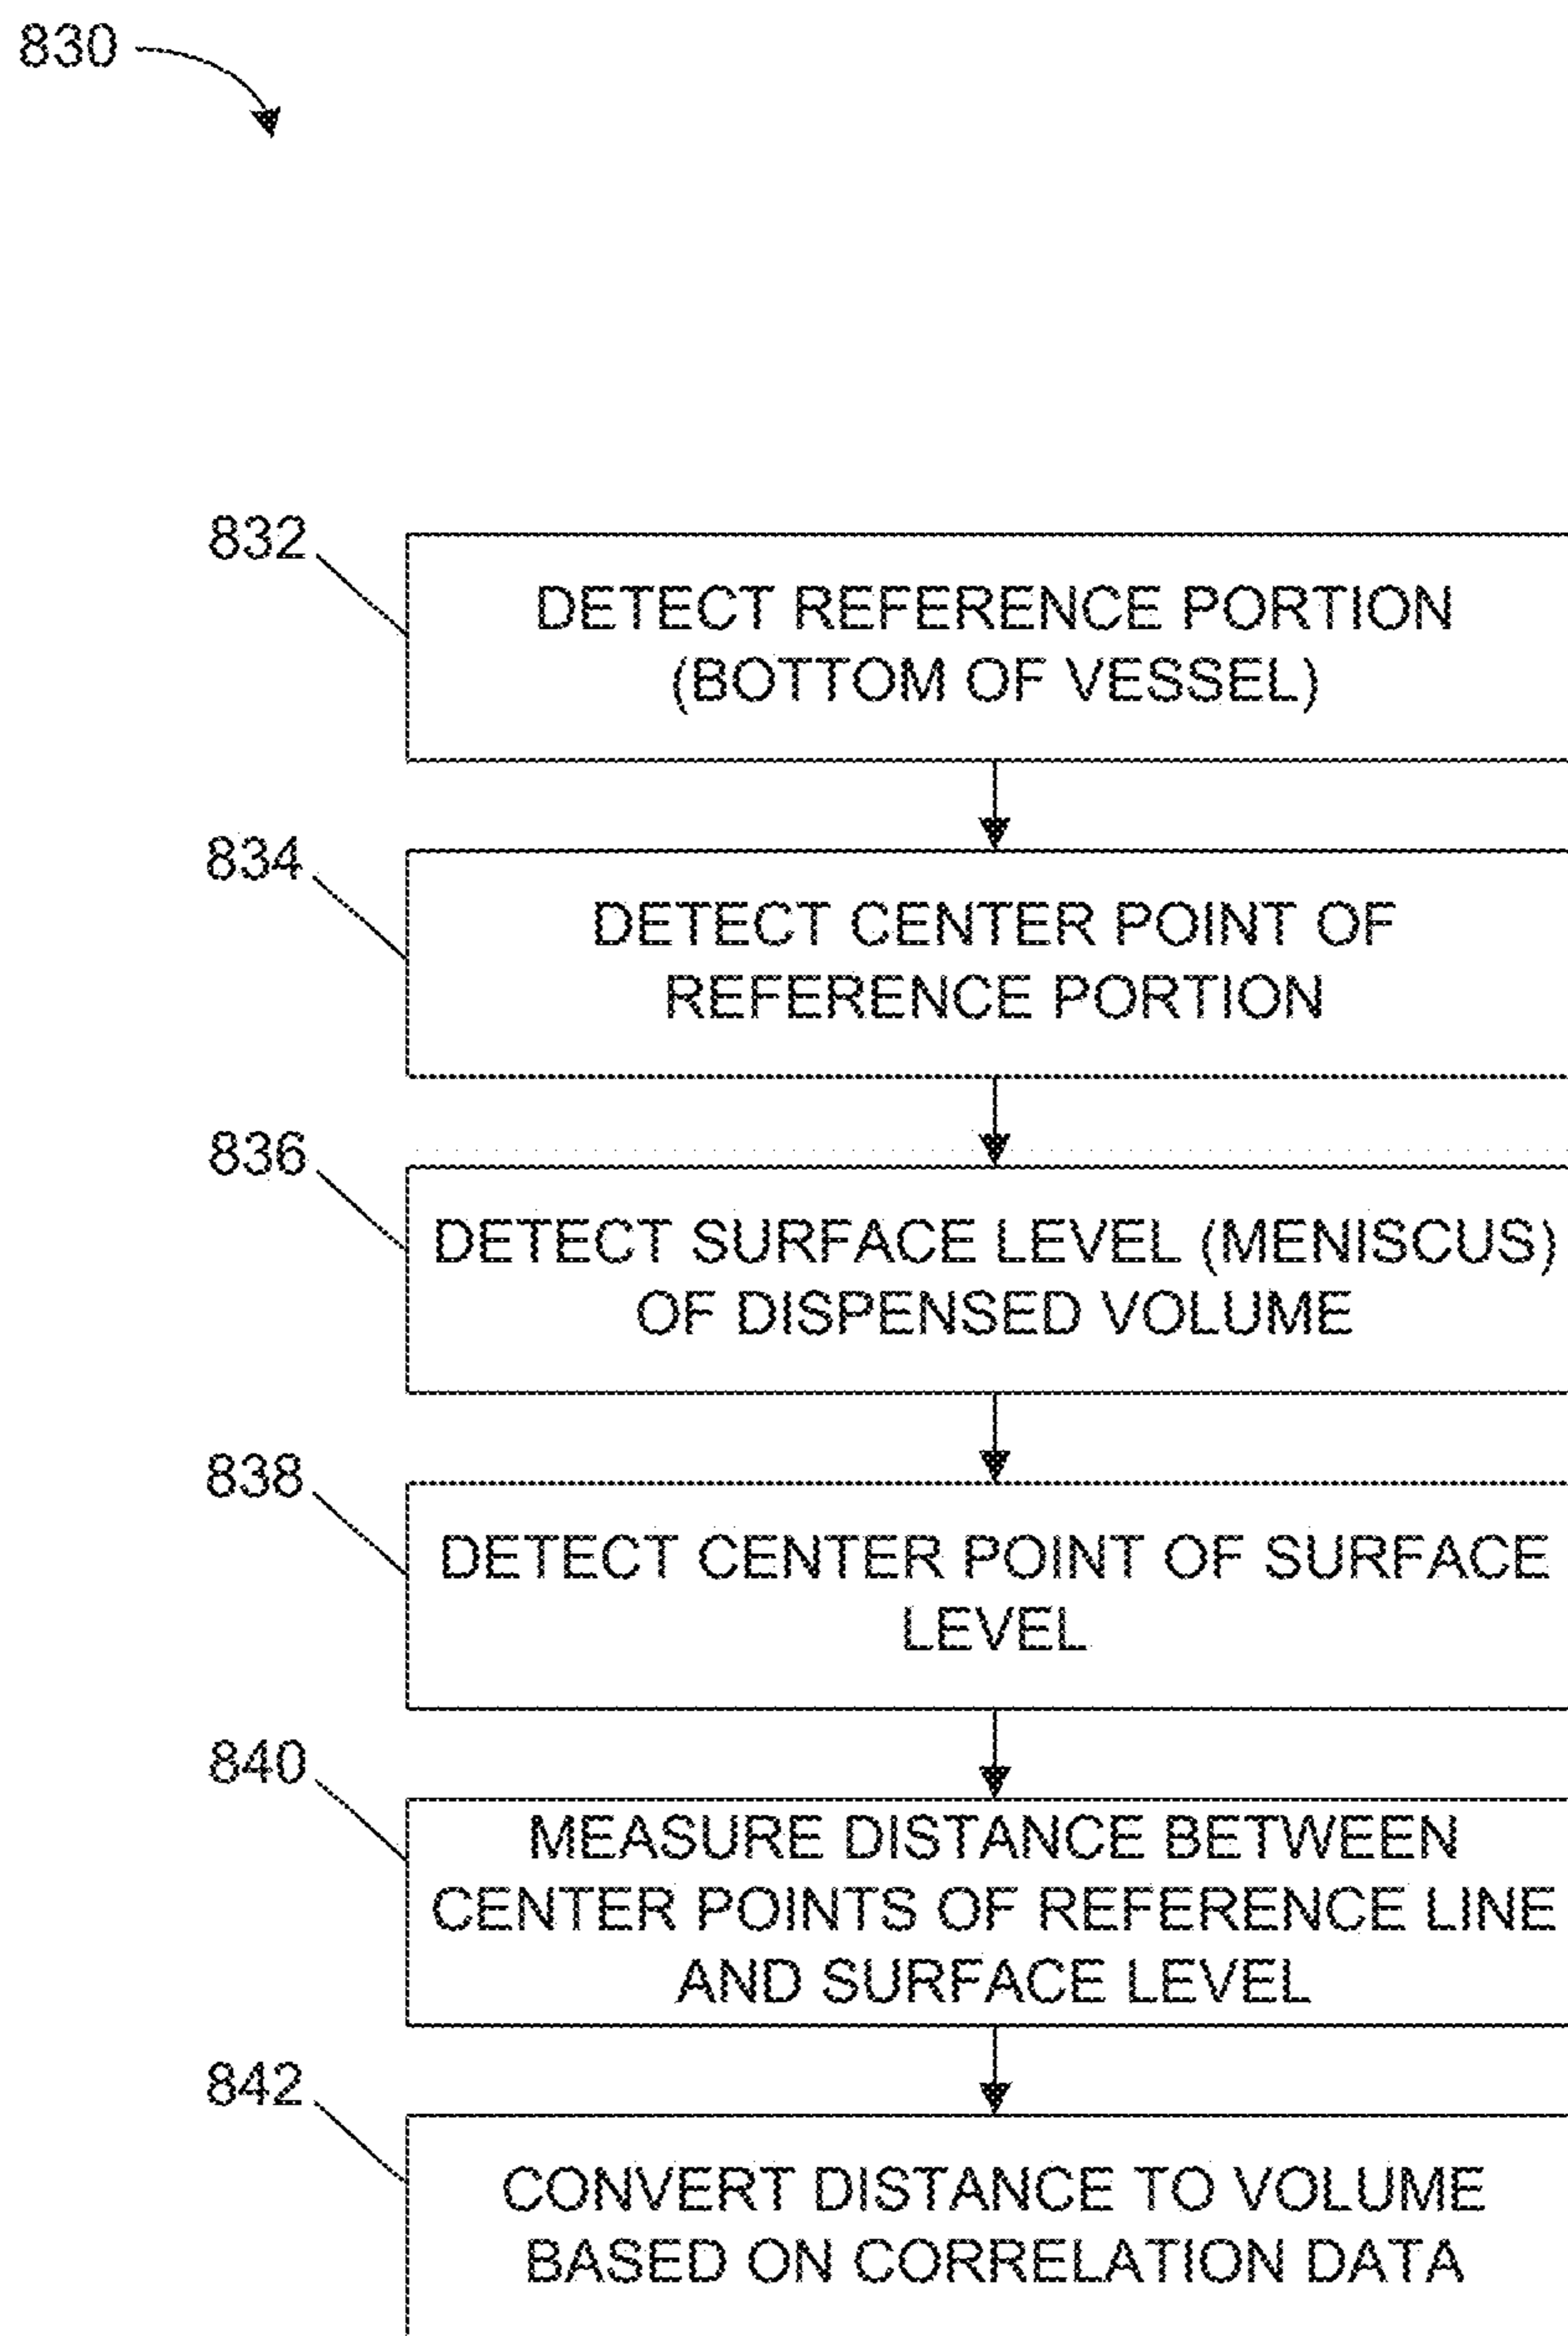 830
832
DETECT REFERENCE PORTION
(BOTTOM OF VESSEL)
834
DETECT CENTER POINT OF
REFERENCE PORTION
836
DETECT SURFACE LEVEL (MENISCUS)
OF DISPENSED VOLUME
838
DETECT CENTER POINT OF SURFACE
LEVEL
840
MEASURE DISTANCE BETWEEN
CENTER POINTS OF REFERENCE LINE
AND SURFACE LEVEL
842
CONVERT DISTANCE TO VOLUME
BASED ON CORRELATION DATA